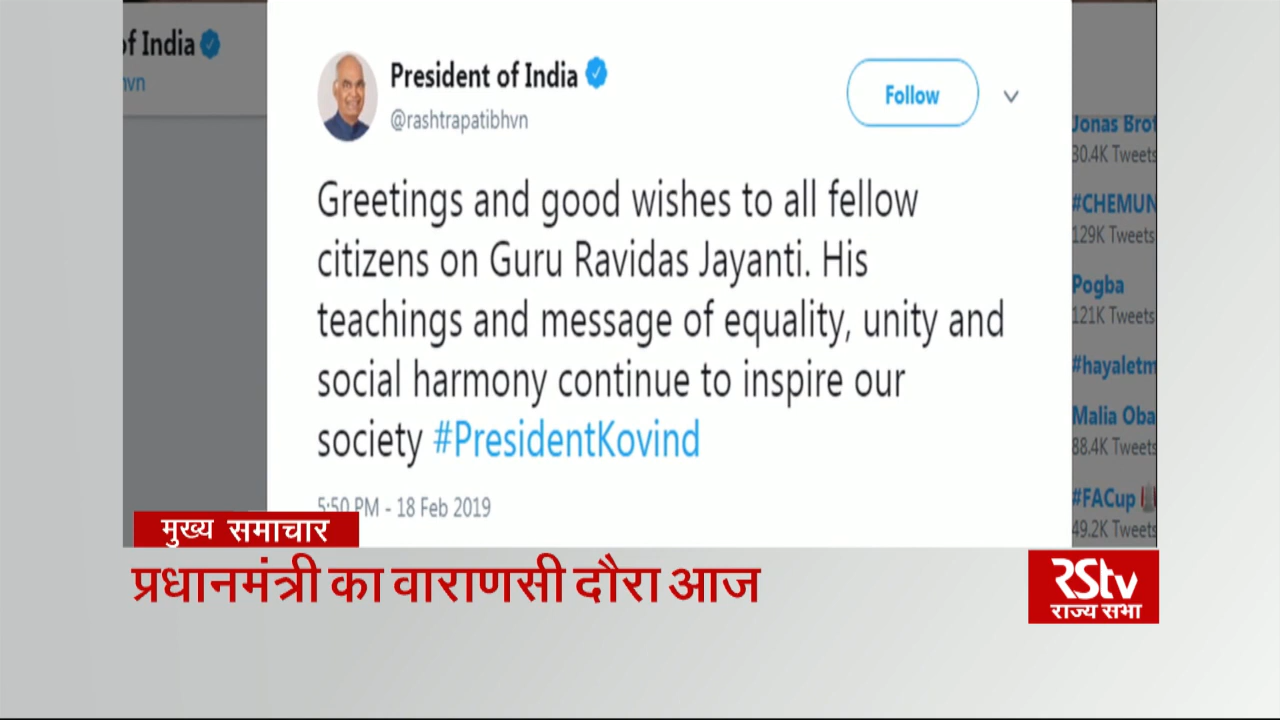 of India
hvn
President of India
@rashtrapatibhvn
Follow
Greetings and good wishes to all fellow
citizens on Guru Ravidas Jayanti. His
teachings and message of equality, unity and
social harmony continue to inspire our
society #PresidentKovind
5:50 PM - 18 Feb 2019
Jonas Brot
30.4K Tweets
#CHEMUN
129K Tweets
Pogba
121K Tweets
#hayaletm
Malia Oba
88.4K Tweets
#FACup
49.2K Tweets
मुख्य समाचार
प्रधानमंत्री का वाराणसी दौरा आज
RStv
राज्य सभा